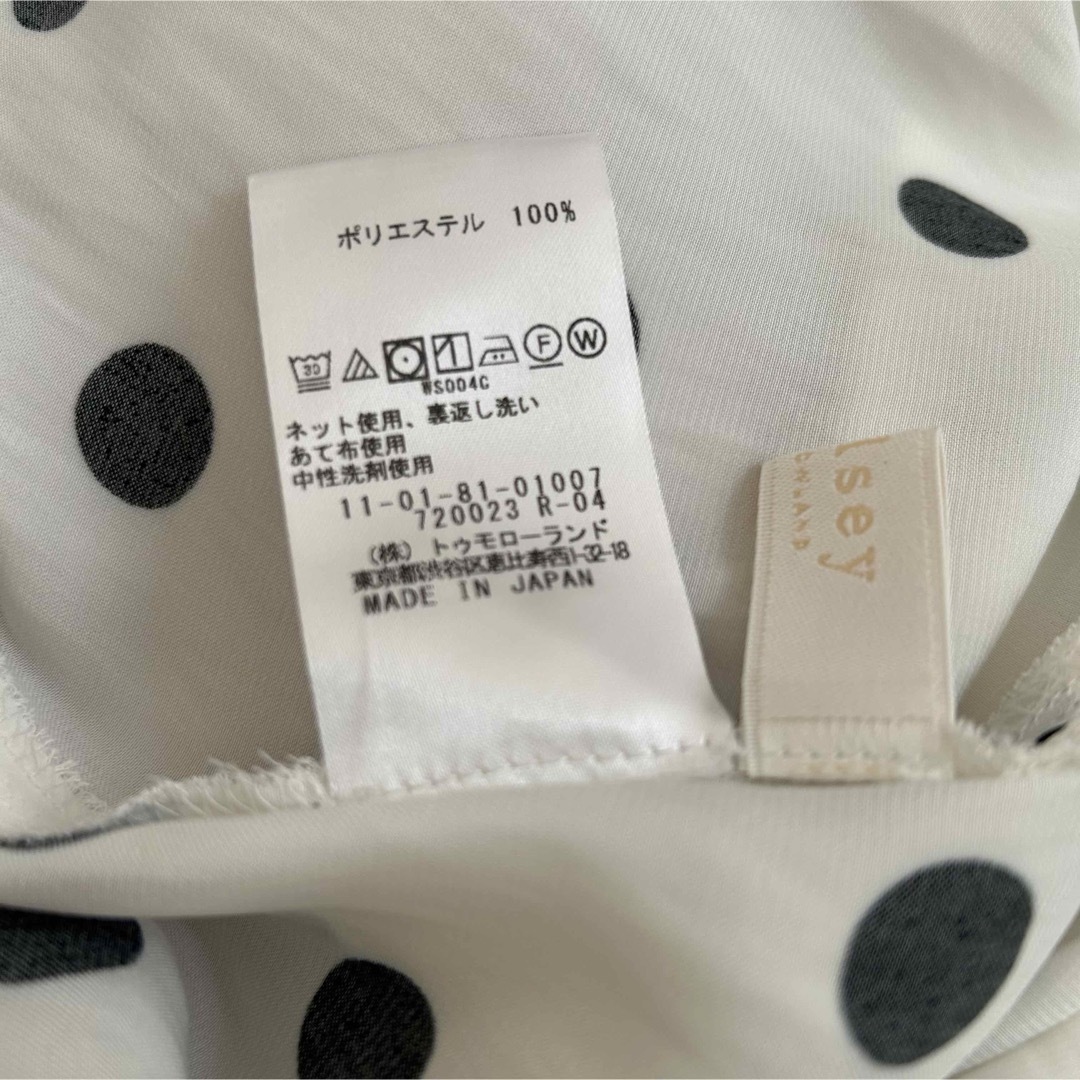 ポリエステル 100%
30 F W
WS004C
ネット使用、裏返し洗い
あて布使用
中性洗剤使用
11-01-81-01007
720023 R-04
(株) トゥモローランド
東京都渋谷区恵比寿西1-32-18
MADE IN JAPAN
lsey